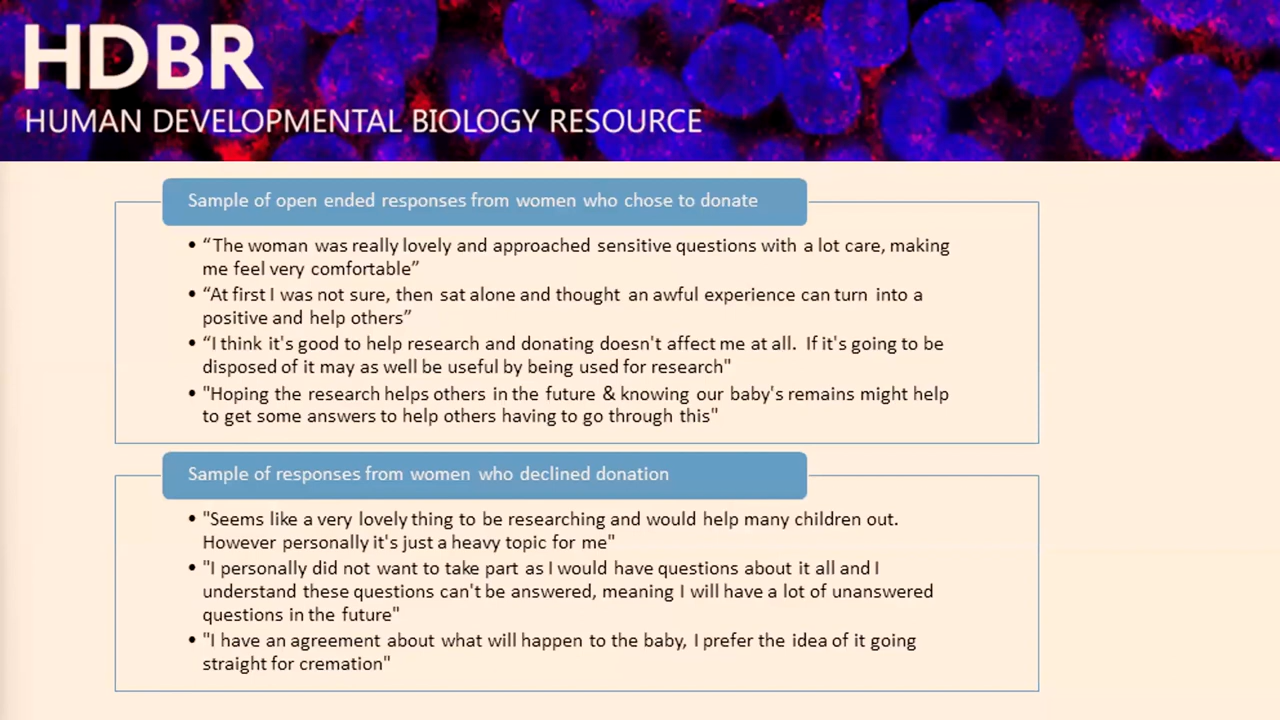 HDBR
HUMAN DEVELOPMENTAL BIOLOGY RESOURCE
Sample of open ended responses from women who chose to donate
• “The woman was really lovely and approached sensitive questions with a lot care, making
me feel very comfortable”
• “At first I was not sure, then sat alone and thought an awful experience can turn into a
positive and help others”
• “I think it's good to help research and donating doesn't affect me at all. If it's going to be
disposed of it may as well be useful by being used for research"
• "Hoping the research helps others in the future & knowing our baby's remains might help
to get some answers to help others having to go through this"
Sample of responses from women who declined donation
• "Seems like a very lovely thing to be researching and would help many children out.
However personally it's just a heavy topic for me"
• "I personally did not want to take part as I would have questions about it all and I
understand these questions can't be answered, meaning I will have a lot of unanswered
questions in the future"
• "I have an agreement about what will happen to the baby, I prefer the idea of it going
straight for cremation"